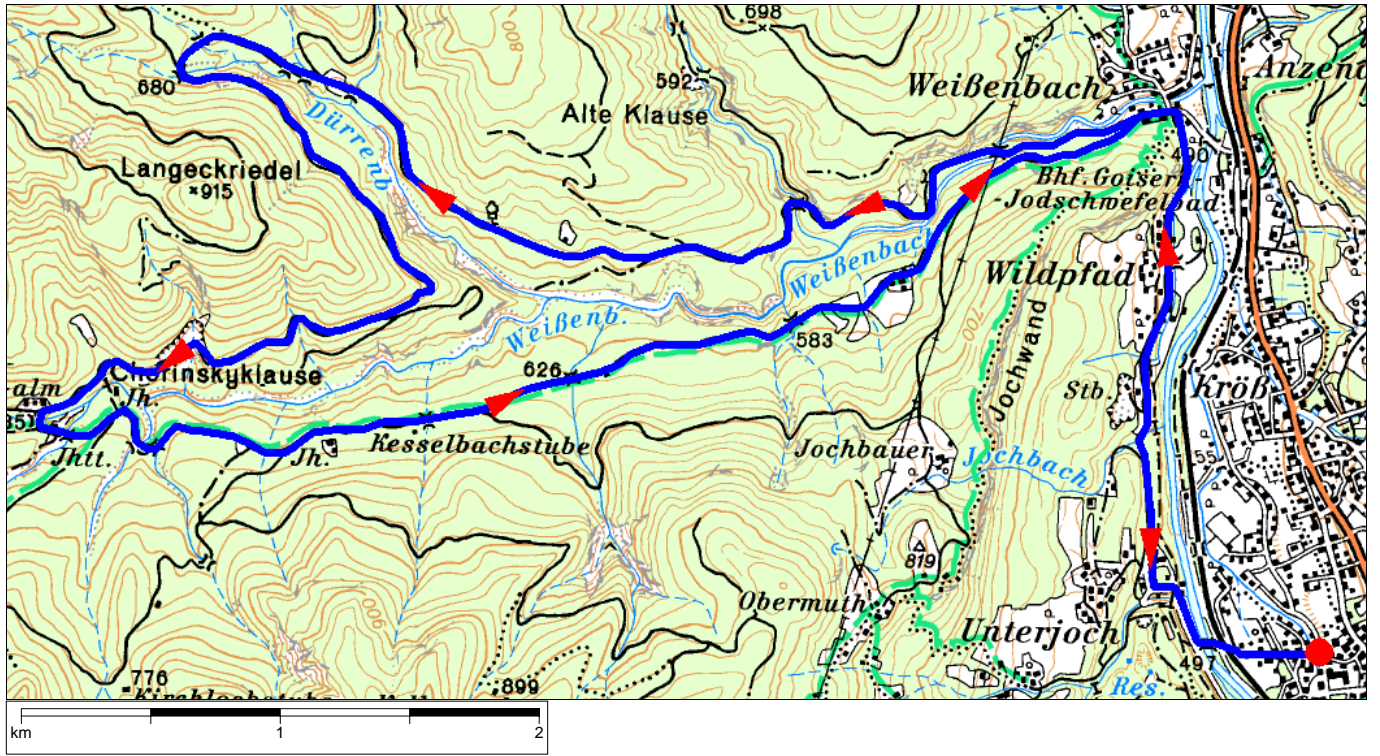 698
592
Anzen
Weißenbach
680
Alte Klause
Dürrenb
Langeckriedel
915
490
Bhf. Goisern-
Jodschwefelbad
Weißenbach
Wildpfad
700
Weißenb.
583
Jochwand
Chorinskyklause
626
-alm
Jh.
Stb.
Kröß
Jhtt.
Jh.
Kesselbachstube
Jochbauer
Jochbach
55
819
Obermuth
900
Unterjoch
497
Res.
776
899
km
1
2